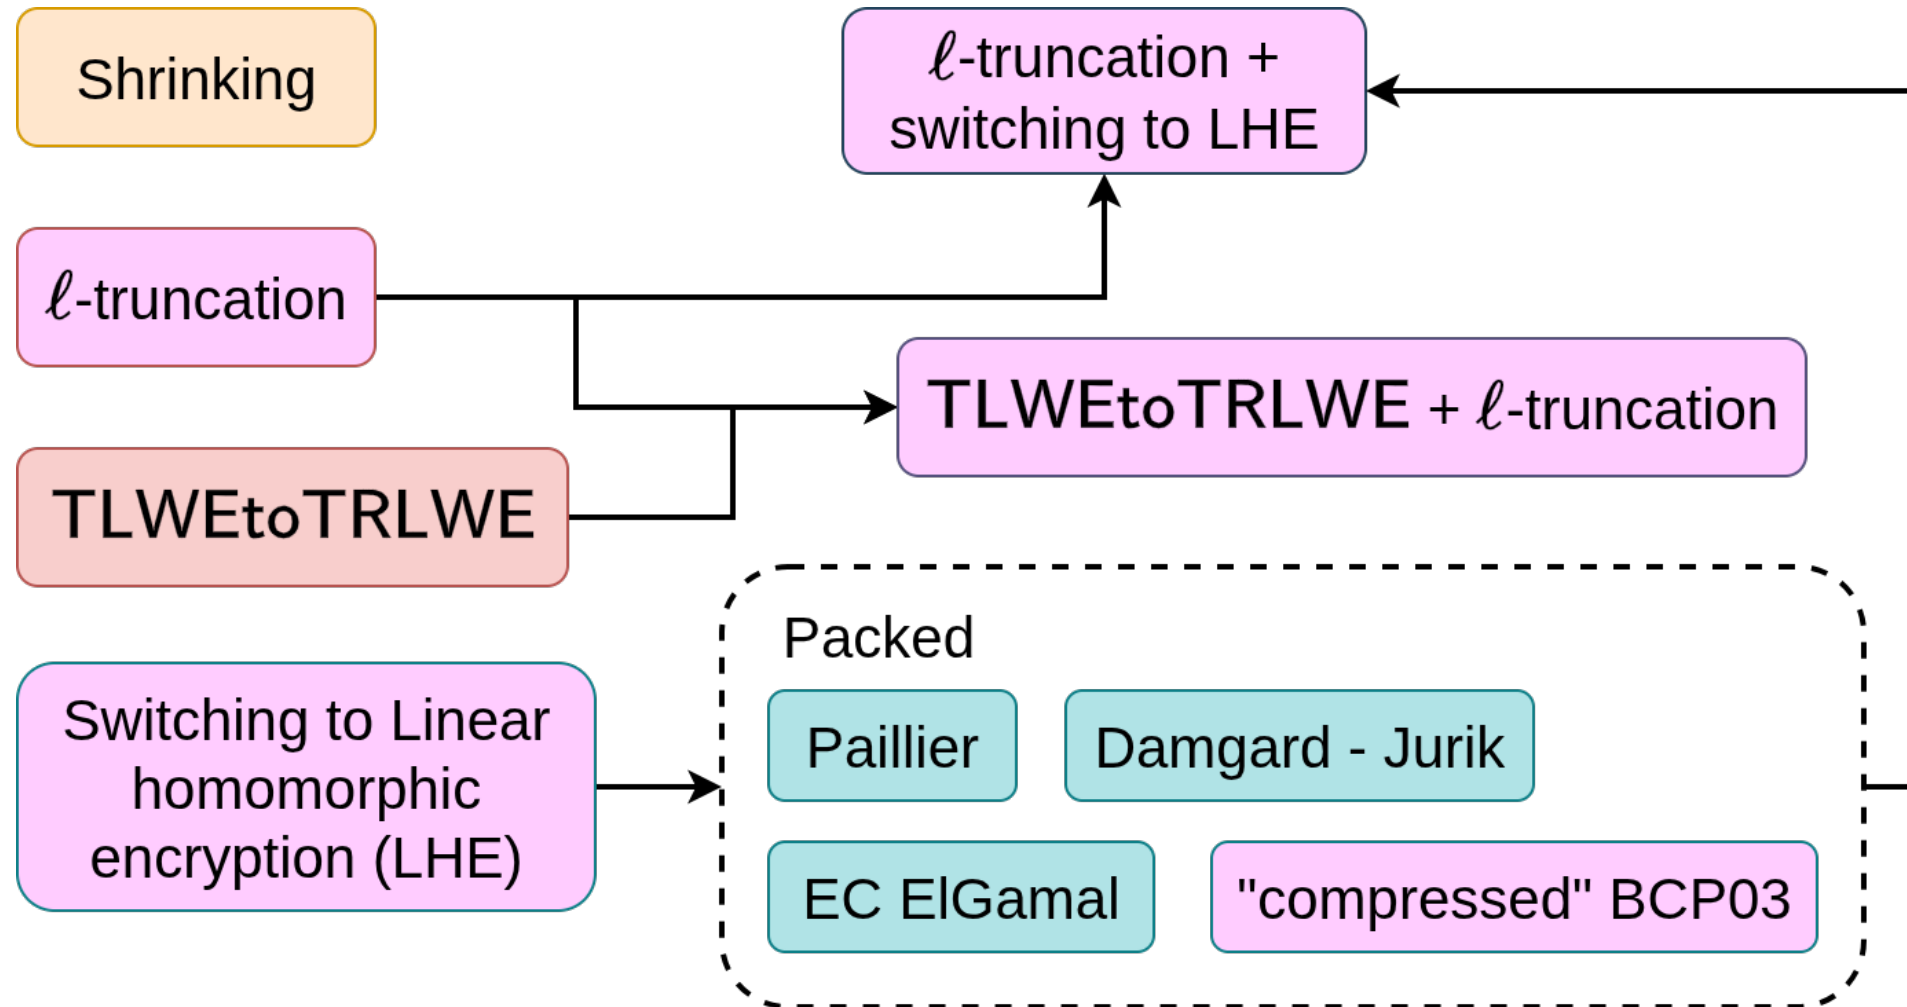 Shrinking
ℓ-truncation +
switching to LHE
ℓ-truncation
TLWEtoTRLWE + ℓ-truncation
TLWEtoTRLWE
Packed
Switching to Linear
homomorphic
encryption (LHE)
Paillier
Damgard - Jurik
EC ElGamal
"compressed" BCP03